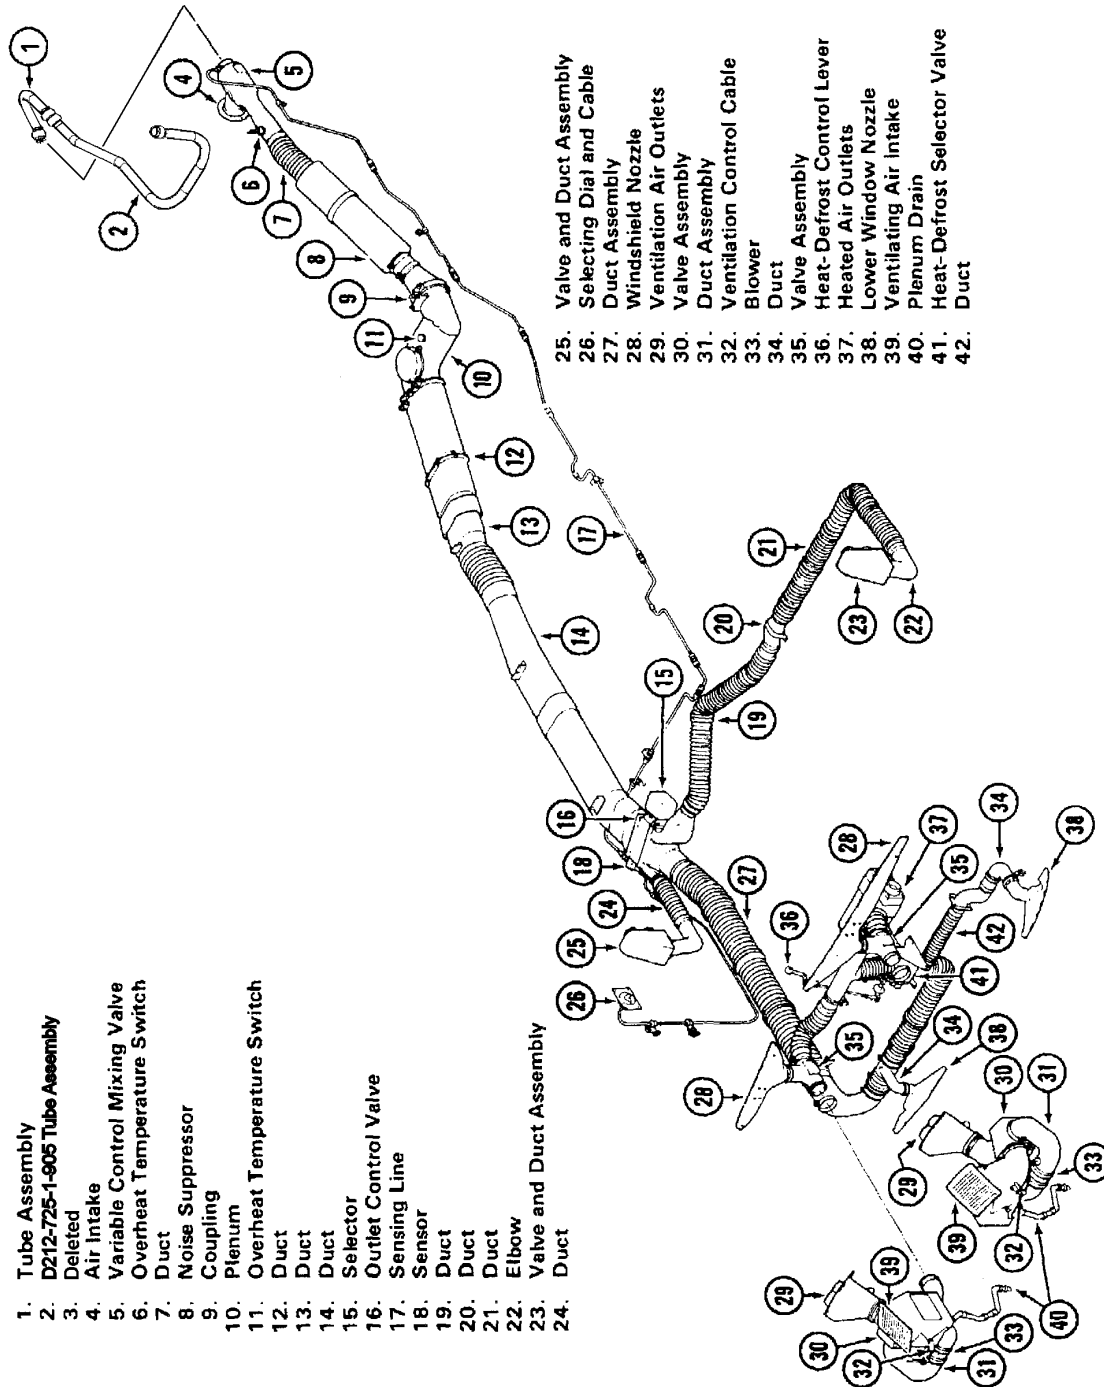 1. Tube Assembly
2. D212-725-1-905 Tube Assembly
3. Deleted
4. Air Intake
5. Variable Control Mixing Valve
6. Overheat Temperature Switch
7. Duct
8. Noise Suppressor
9. Coupling
10. Plenum
11. Overheat Temperature Switch
12. Duct
13. Duct
14. Duct
15. Selector
16. Outlet Control Valve
17. Sensing Line
18. Sensor
19. Duct
20. Duct
21. Duct
22. Elbow
23. Valve and Duct Assembly
24. Duct
25. Valve and Duct Assembly
26. Selecting Dial and Cable
27. Duct Assembly
28. Windshield Nozzle
29. Ventilation Air Outlets
30. Valve Assembly
31. Duct Assembly
32. Ventilation Control Cable
33. Blower
34. Duct
35. Valve Assembly
36. Heat-Defrost Control Lever
37. Heated Air Outlets
38. Lower Window Nozzle
39. Ventilating Air Intake
40. Plenum Drain
41. Heat-Defrost Selector Valve
42. Duct
1
2
4
5
6
7
8
9
11
10
12
13
14
17
15
16
18
19
20
21
22
23
24
25
26
27
28
36
28
37
35
34
38
42
41
35
34
38
30
31
29
39
32
33
40
29
39
30
32
31
33